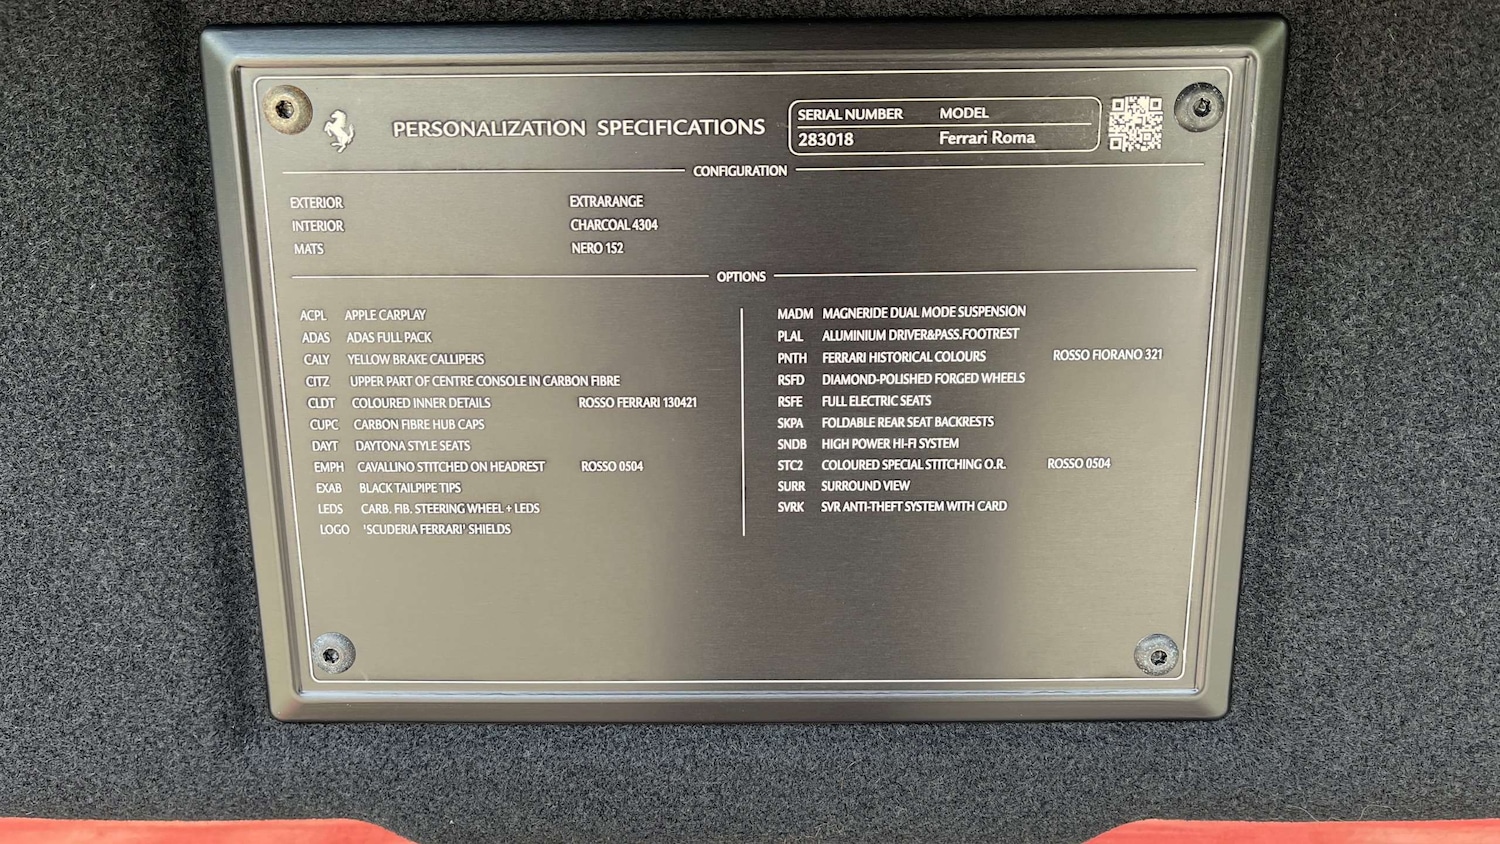 PERSONALIZATION SPECIFICATIONS
SERIAL NUMBER MODEL
283018 Ferrari Roma
CONFIGURATION
EXTERIOR EXTRARANGE
INTERIOR CHARCOAL 4304
MATS NERO 152
OPTIONS
ACPL APPLE CARPLAY
ADAS ADAS FULL PACK
CALY YELLOW BRAKE CALLIPERS
CITZ UPPER PART OF CENTRE CONSOLE IN CARBON FIBRE
CLDT COLOURED INNER DETAILS ROSSO FERRARI 130421
CUPC CARBON FIBRE HUB CAPS
DAYT DAYTONA STYLE SEATS
EMPH CAVALLINO STITCHED ON HEADREST ROSSO 0504
EXAB BLACK TAILPIPE TIPS
LEDS CARB. FIB. STEERING WHEEL + LEDS
LOGO 'SCUDERIA FERRARI' SHIELDS
MADM MAGNERIDE DUAL MODE SUSPENSION
PLAL ALUMINIUM DRIVER&PASS.FOOTREST
PNTH FERRARI HISTORICAL COLOURS ROSSO FIORANO 321
RSFD DIAMOND-POLISHED FORGED WHEELS
RSFE FULL ELECTRIC SEATS
SKPA FOLDABLE REAR SEAT BACKRESTS
SNDB HIGH POWER HI-FI SYSTEM
STC2 COLOURED SPECIAL STITCHING O.R. ROSSO 0504
SURR SURROUND VIEW
SVRK SVR ANTI-THEFT SYSTEM WITH CARD